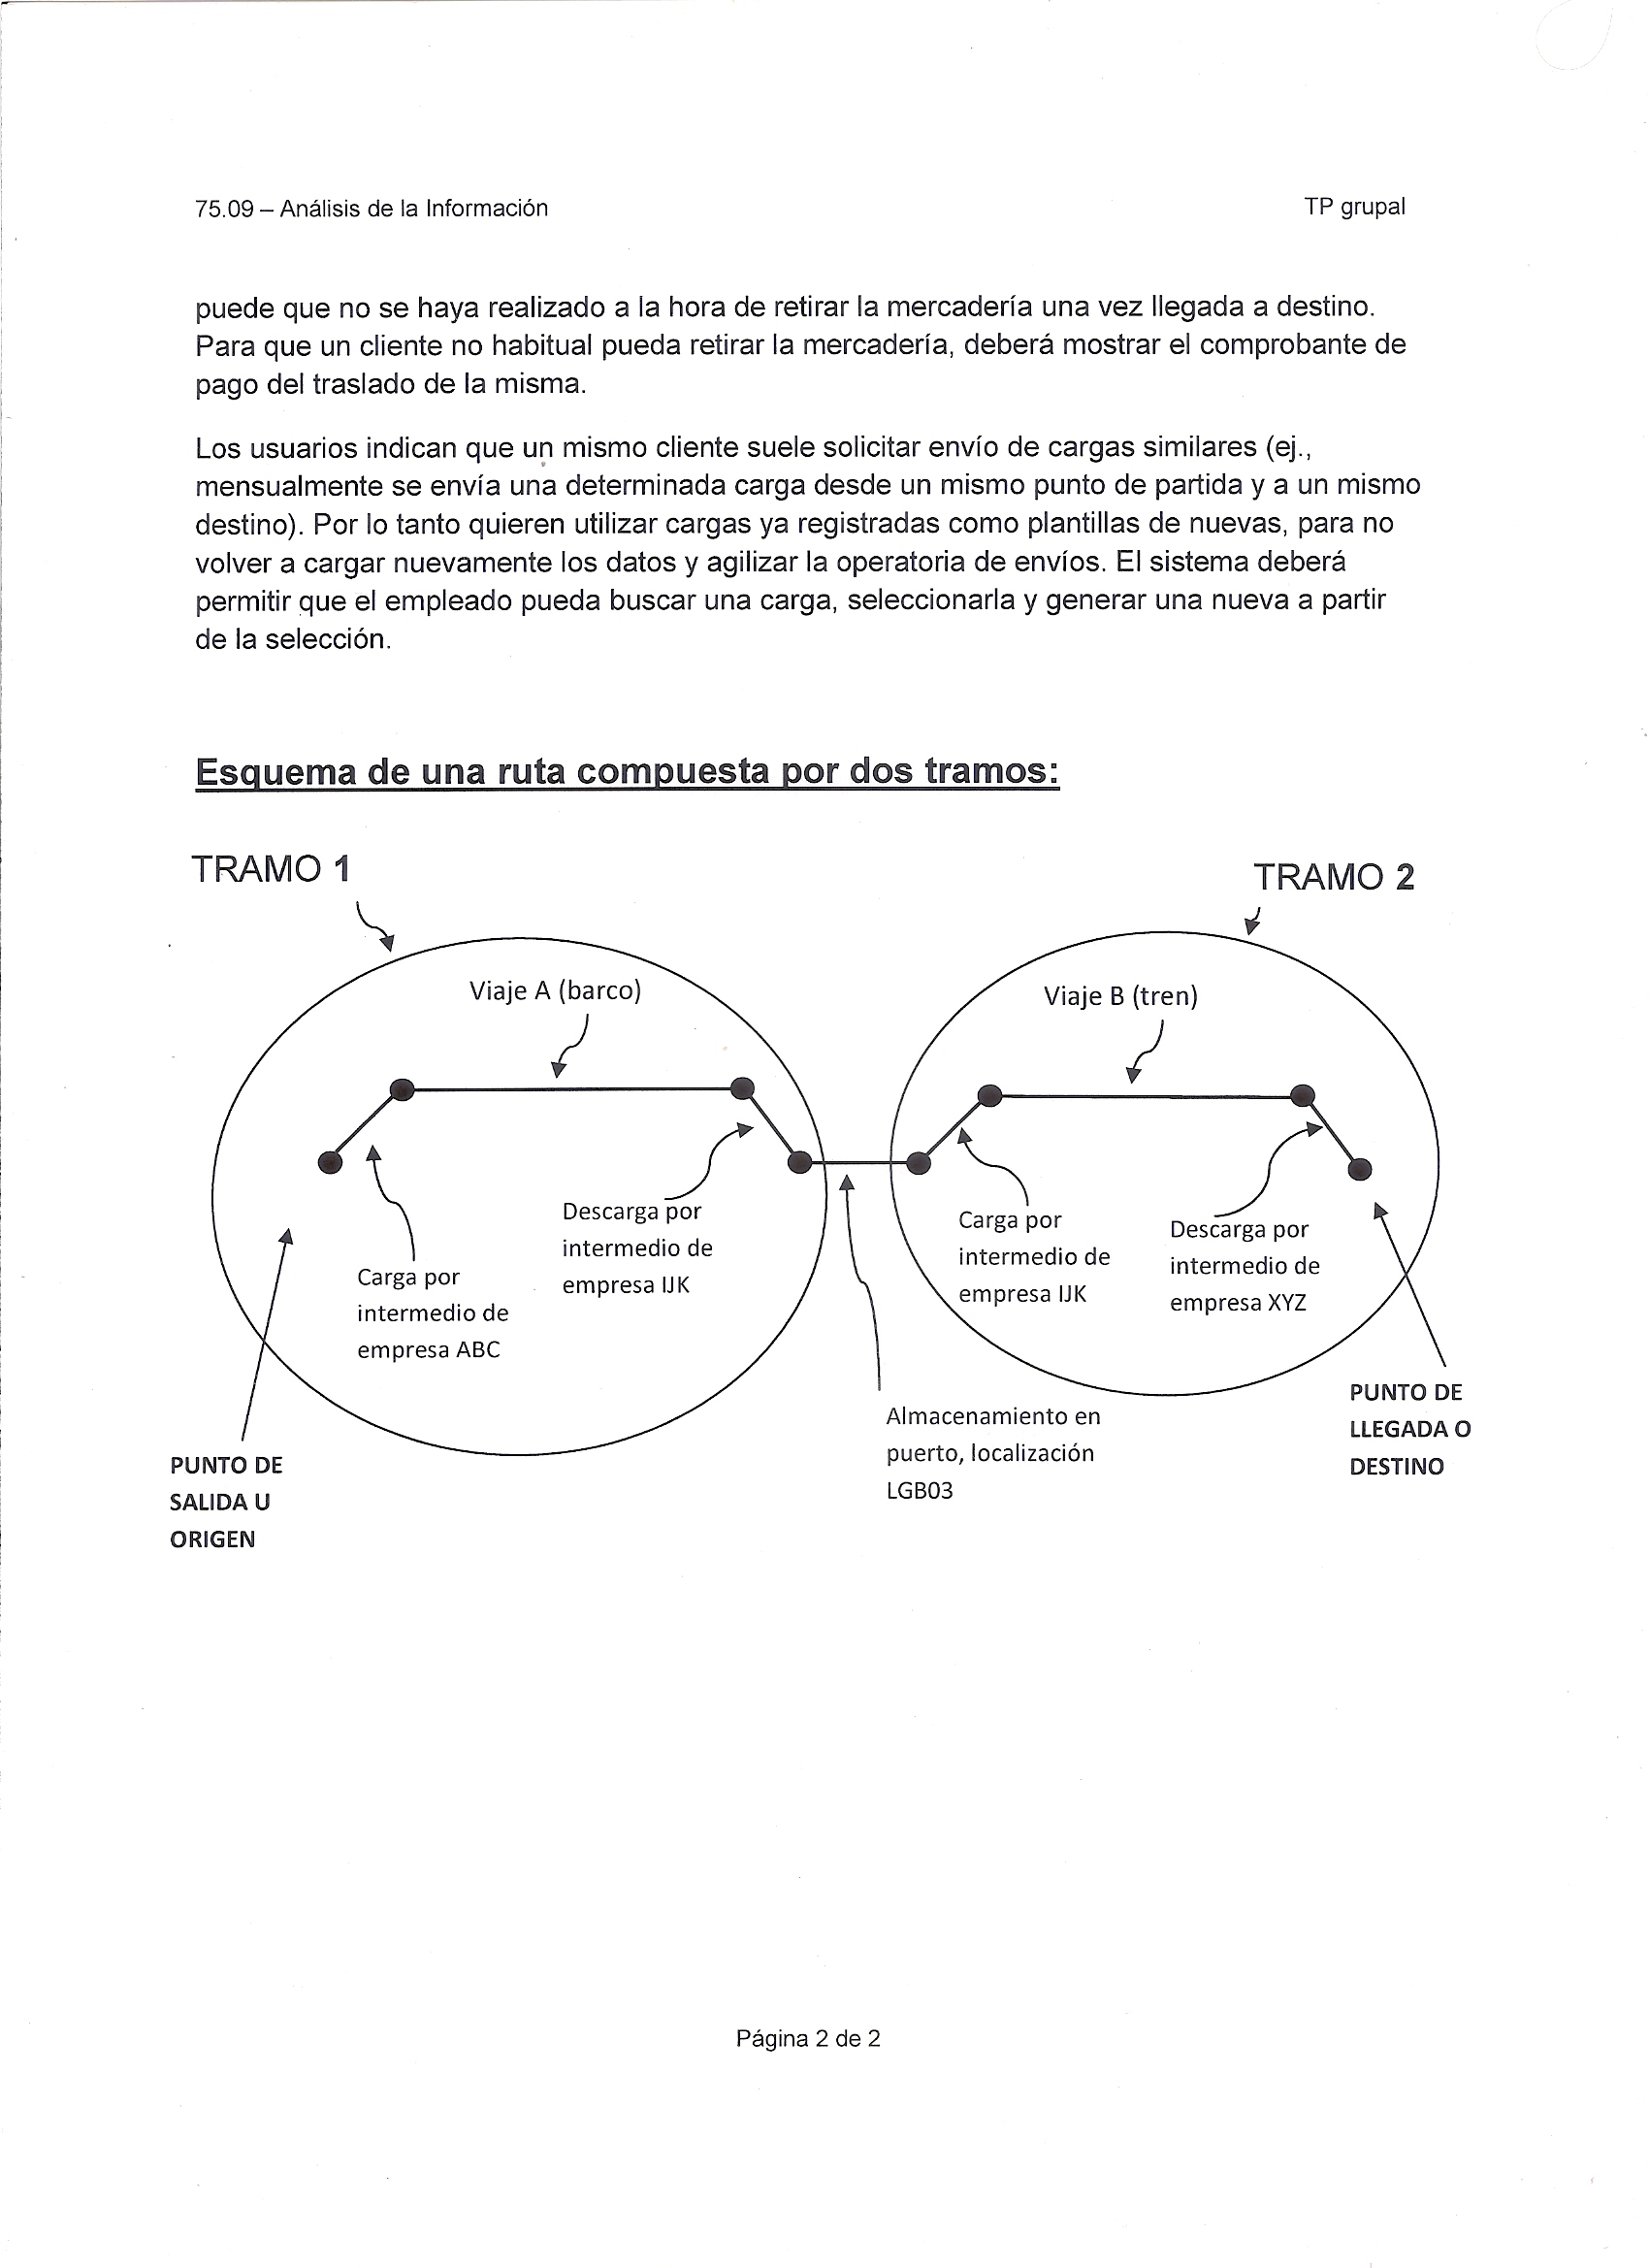 75.09 – Análisis de la Información
TP grupal
puede que no se haya realizado a la hora de retirar la mercadería una vez llegada a destino.
Para que un cliente no habitual pueda retirar la mercadería, deberá mostrar el comprobante de
pago del traslado de la misma.
Los usuarios indican que un mismo cliente suele solicitar envío de cargas similares (ej.,
mensualmente se envía una determinada carga desde un mismo punto de partida y a un mismo
destino). Por lo tanto quieren utilizar cargas ya registradas como plantillas de nuevas, para no
volver a cargar nuevamente los datos y agilizar la operatoria de envíos. El sistema deberá
permitir que el empleado pueda buscar una carga, seleccionarla y generar una nueva a partir
de la selección.
Esquema de una ruta compuesta por dos tramos:
TRAMO 1
TRAMO 2
Viaje A (barco)
Viaje B (tren)
Carga por
intermedio de
empresa ABC
Descarga por
intermedio de
empresa IJK
Carga por
intermedio de
empresa IJK
Descarga por
intermedio de
empresa XYZ
PUNTO DE
SALIDA U
ORIGEN
Almacenamiento en
puerto, localización
LGB03
PUNTO DE
LLEGADA O
DESTINO
Página 2 de 2